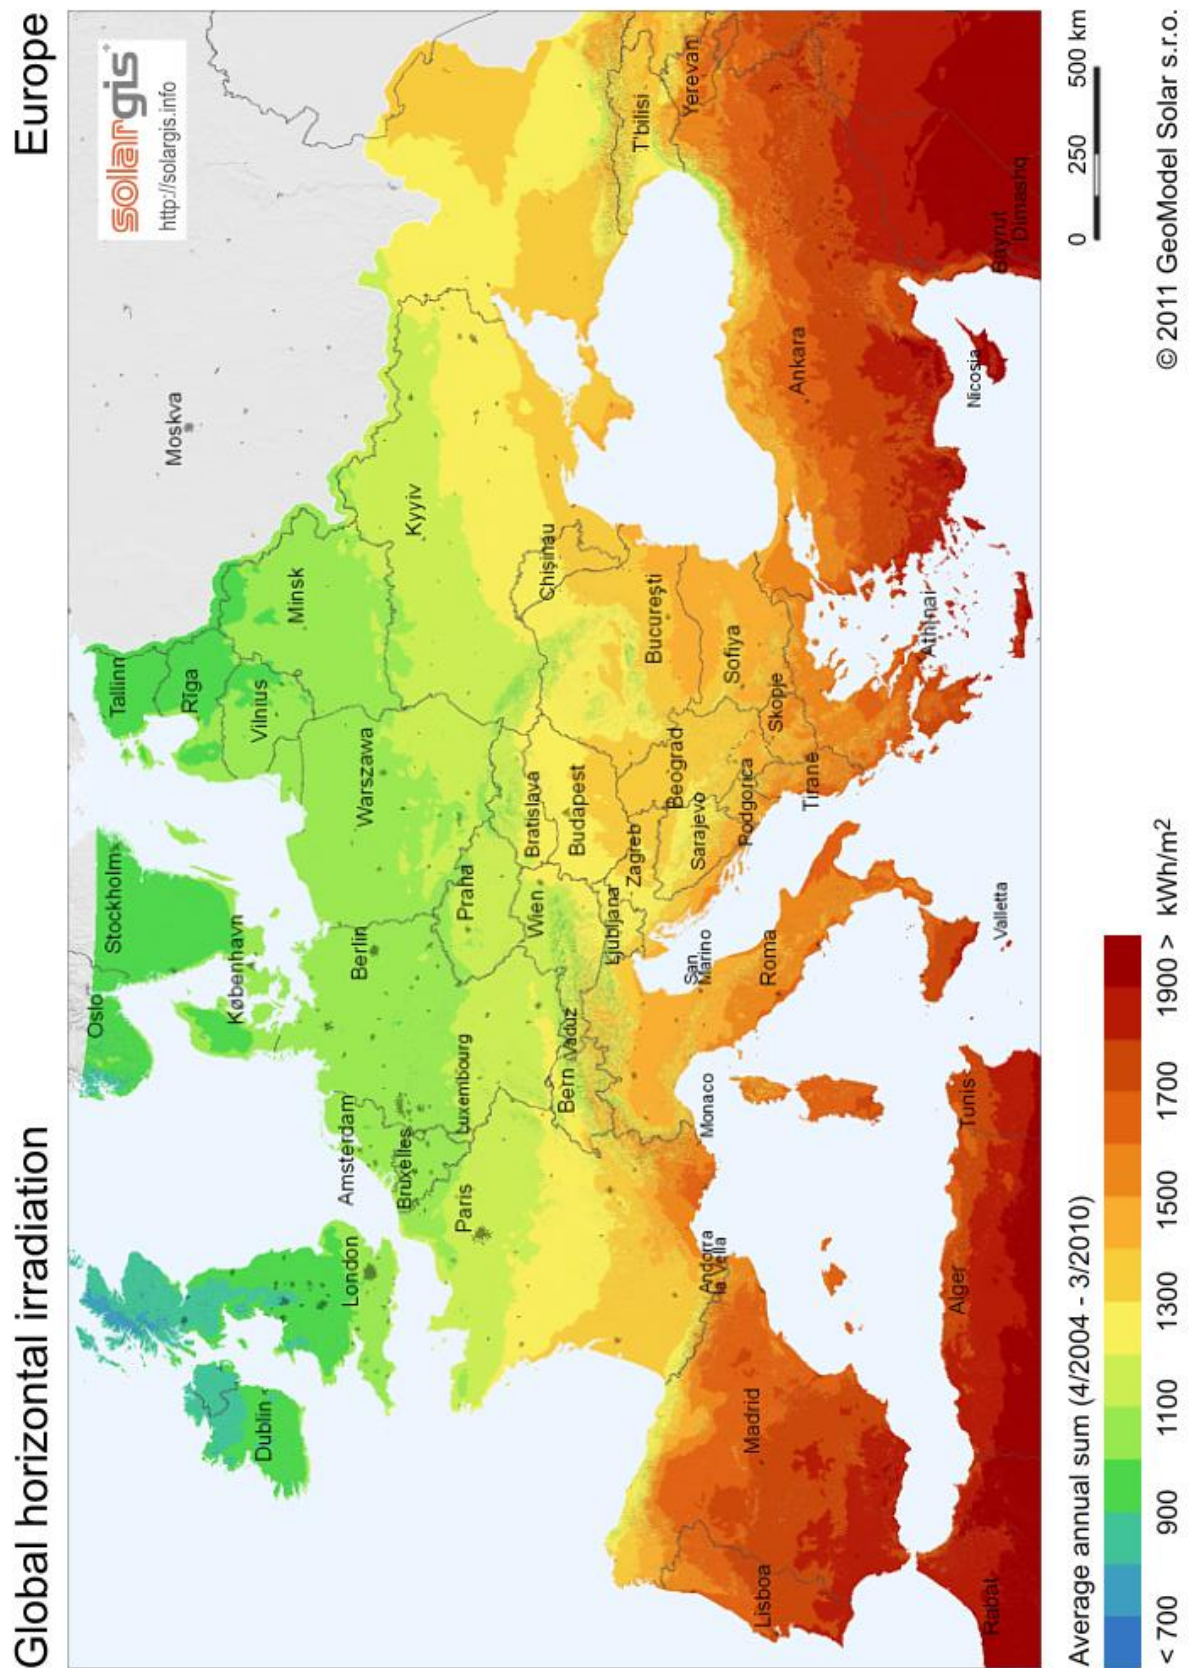 Global horizontal irradiation
Europe
solargis
http://solargis.info
Oslo
Stockholm
Tallinn
Moskva
Rīga
København
Vilnius
Dublin
Minsk
London
Amsterdam
Berlin
Warszawa
Bruxelles
Kyyiv
Paris
Luxembourg
Praha
Wien
Bratislava
Chișinau
Bern
Vaduz
Budapest
Ljubljana
Zagreb
T'bilisi
Beograd
București
Yerevan
San
Marino
Sarajevo
Monaco
Andorra
la Vella
Podgorica
Sofiya
Skopje
Madrid
Lisboa
Roma
Tirane
Ankara
Athinai
Alger
Tunis
Nicosia
Rabat
Valletta
Bayrut
Dimashq
Average annual sum (4/2004 - 3/2010)
0 250 500 km
< 700 900 1100 1300 1500 1700 1900 > kWh/m²
© 2011 GeoModel Solar s.r.o.